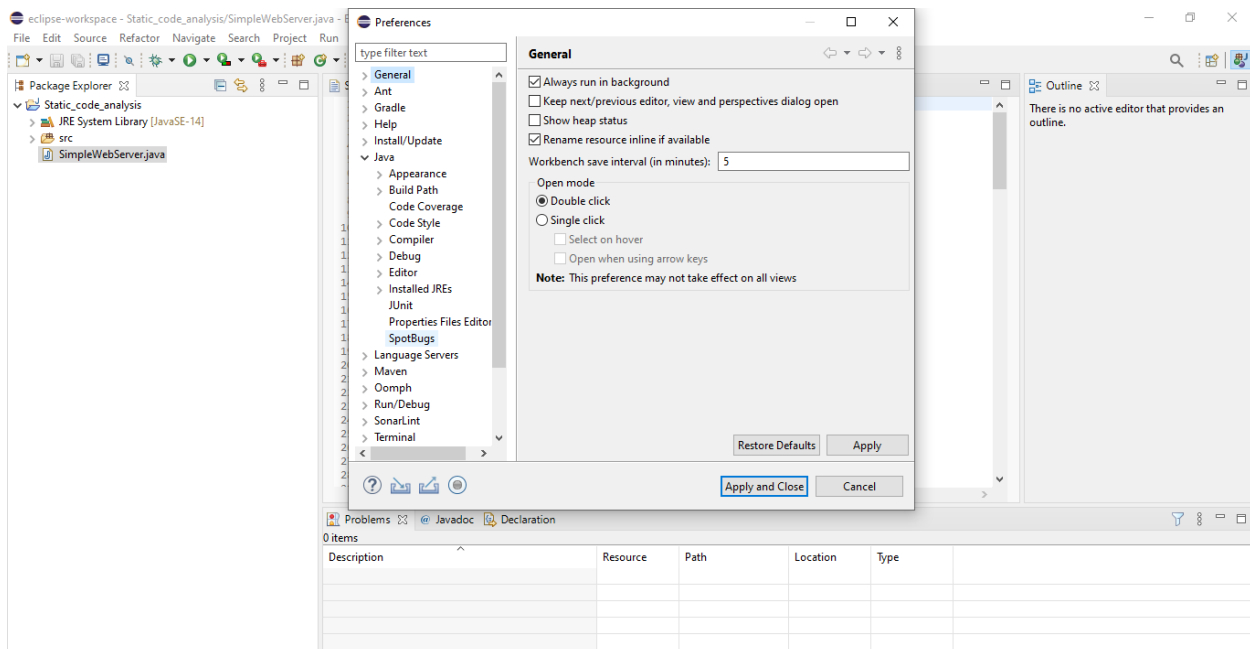 eclipse-workspace - Static_code_analysis/SimpleWebServer.java - E
File Edit Source Refactor Navigate Search Project Run
Package Explorer
Static_code_analysis
JRE System Library [JavaSE-14]
src
SimpleWebServer.java
Preferences
type filter text
General
Ant
Gradle
Help
Install/Update
Java
Appearance
Build Path
Code Coverage
Code Style
Compiler
Debug
Editor
Installed JREs
JUnit
Properties Files Editor
SpotBugs
Language Servers
Maven
Oomph
Run/Debug
SonarLint
Terminal
General
Always run in background
Keep next/previous editor, view and perspectives dialog open
Show heap status
Rename resource inline if available
Workbench save interval (in minutes): 5
Open mode
Double click
Single click
Select on hover
Open when using arrow keys
Note: This preference may not take effect on all views
Restore Defaults Apply
Apply and Close Cancel
Outline
There is no active editor that provides an
outline.
Problems @ Javadoc Declaration
0 items
Description Resource Path Location Type